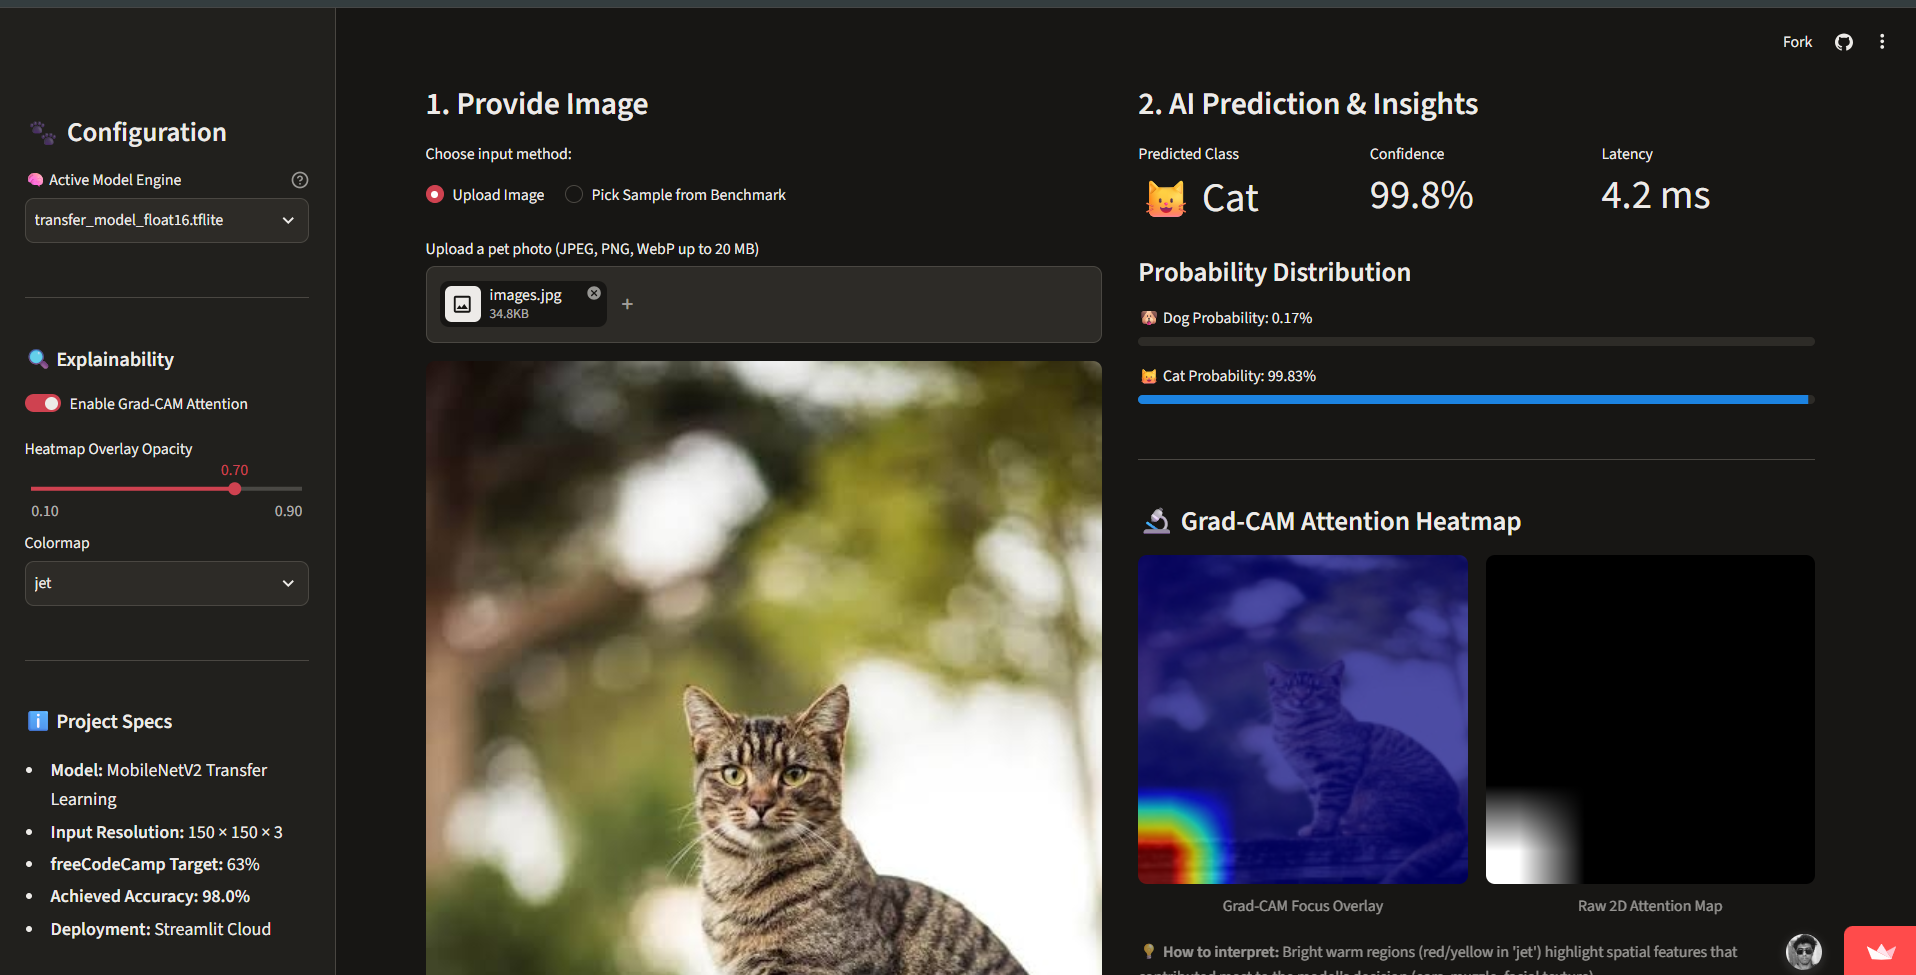 Fork
Configuration
Active Model Engine
transfer_model_float16.tflite
Explainability
Enable Grad-CAM Attention
Heatmap Overlay Opacity
0.70
0.10
0.90
Colormap
jet
Project Specs
Model: MobileNetV2 Transfer
Learning
Input Resolution: 150 × 150 × 3
freeCodeCamp Target: 63%
Achieved Accuracy: 98.0%
Deployment: Streamlit Cloud
1. Provide Image
Choose input method:
Upload Image
Pick Sample from Benchmark
Upload a pet photo (JPEG, PNG, WebP up to 20 MB)
images.jpg
34.8KB
2. AI Prediction & Insights
Predicted Class
Confidence
Latency
Cat
99.8%
4.2 ms
Probability Distribution
Dog Probability: 0.17%
Cat Probability: 99.83%
Grad-CAM Attention Heatmap
Grad-CAM Focus Overlay
Raw 2D Attention Map
How to interpret: Bright warm regions (red/yellow in 'jet') highlight spatial features that